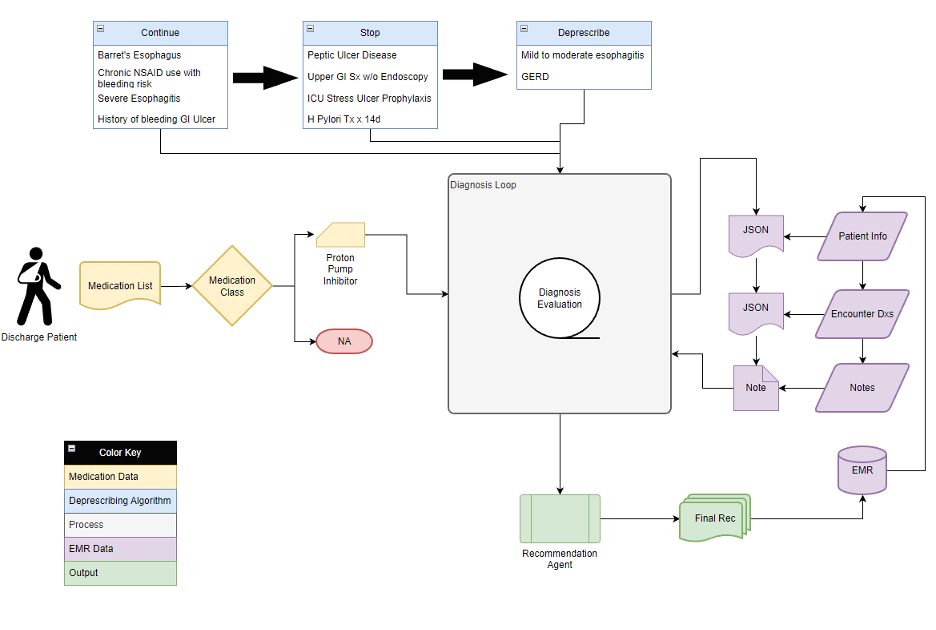 Continue
Barret's Esophagus
Chronic NSAID use with
bleeding risk
Severe Esophagitis
History of bleeding GI Ulcer
Stop
Peptic Ulcer Disease
Upper GI Sx w/o Endoscopy
ICU Stress Ulcer Prophylaxis
H Pylori Tx x 14d
Deprescribe
Mild to moderate esophagitis
GERD
Diagnosis Loop
Diagnosis
Evaluation
Discharge Patient
Medication List
Medication
Class
Proton
Pump
Inhibitor
NA
JSON
Patient Info
JSON
Encounter Dxs
Note
Notes
EMR
Recommendation
Agent
Final Rec
Color Key
Medication Data
Deprescribing Algorithm
Process
EMR Data
Output